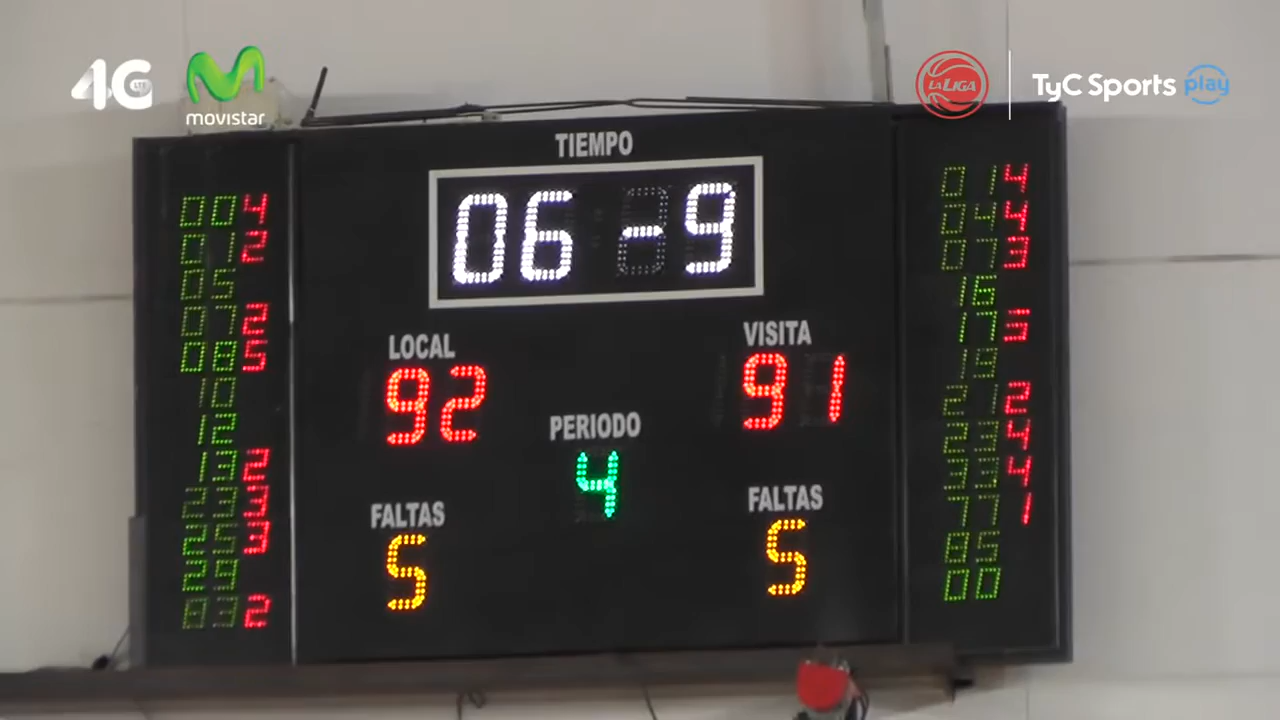 4G LTE
movistar
LALIGA
TyC Sports play
TIEMPO
06 - 9
LOCAL
92
VISITA
91
PERIODO
4
FALTAS
5
FALTAS
5
00 4
01 2
05
07 2
08 5
10
12
13 2
23 3
25 3
29
83 2
01 4
04 4
07 3
16
17 5
19
21 2
23 4
33 4
77 1
85
00